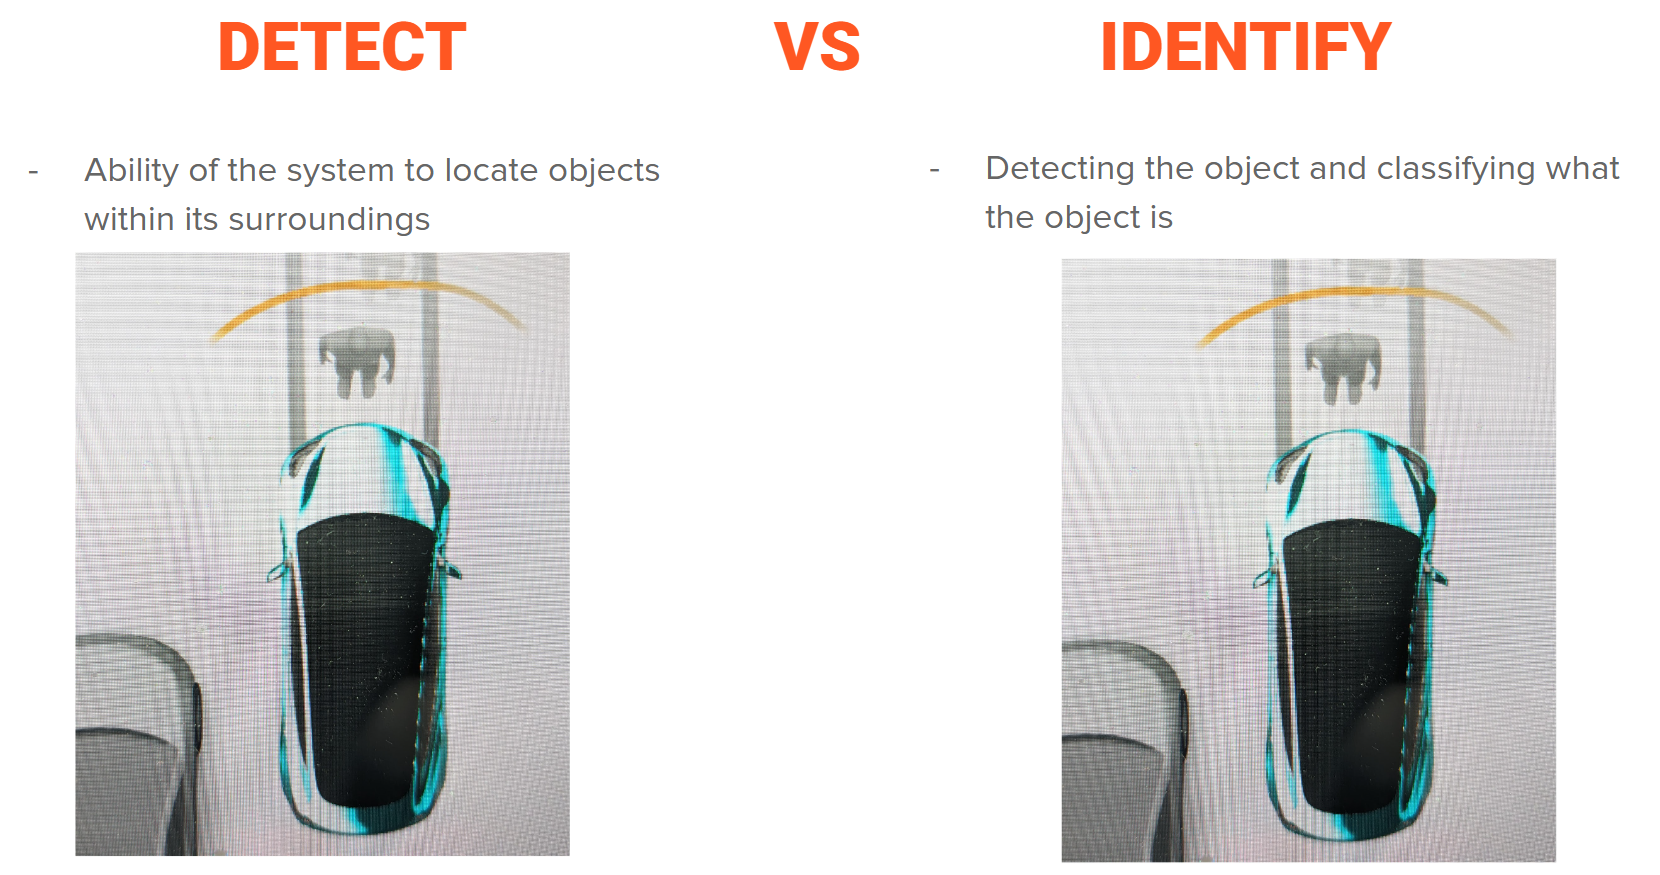 DETECT VS IDENTIFY
- Ability of the system to locate objects
within its surroundings
- Detecting the object and classifying what
the object is